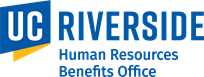 UC RIVERSIDE
Human Resources
Benefits Office